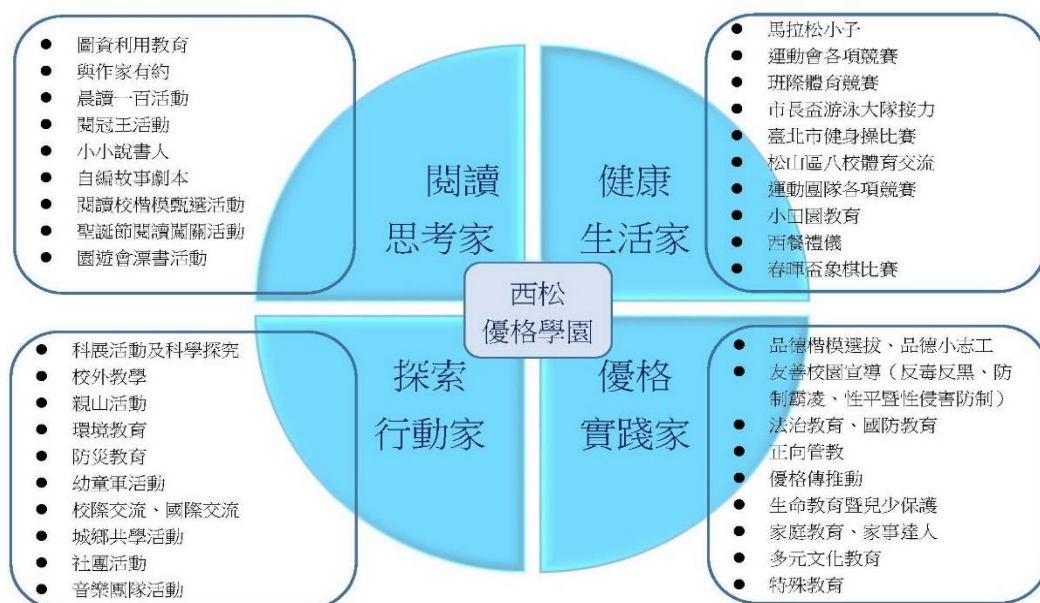 圖資利用教育
與作家有約
晨讀一百活動
閱冠王活動
小小說書人
自編故事劇本
閱讀校楷模甄選活動
聖誕節閱讀闖關活動
園遊會漂書活動
閱讀
思考家
健康
生活家
馬拉松小子
運動會各項競賽
班際體育競賽
市長盃游泳大隊接力
臺北市健身操比賽
松山區八校體育交流
運動團隊各項競賽
小田園教育
西餐禮儀
春暉盃象棋比賽
西松
優格學園
科展活動及科學探究
校外教學
親山活動
環境教育
防災教育
幼童軍活動
校際交流、國際交流
城鄉共學活動
社團活動
音樂團隊活動
探索
行動家
優格
實踐家
品德楷模選拔、品德小志工
友善校園宣導（反毒反黑、防
制霸凌、性平暨性侵害防制）
法治教育、國防教育
正向管教
優格傳推動
生命教育暨兒少保護
家庭教育、家事達人
多元文化教育
特殊教育